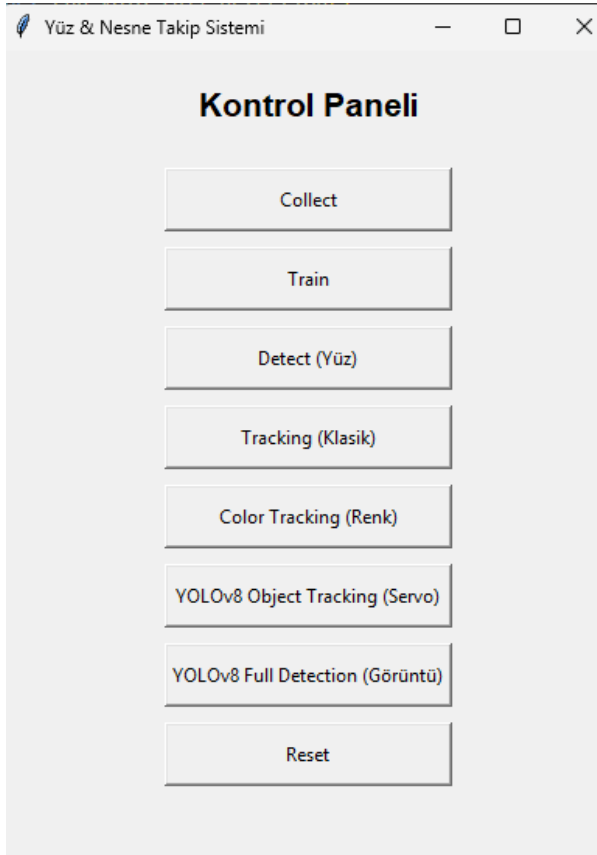 Yüz & Nesne Takip Sistemi
Kontrol Paneli
Collect
Train
Detect (Yüz)
Tracking (Klasik)
Color Tracking (Renk)
YOLOv8 Object Tracking (Servo)
YOLOv8 Full Detection (Görüntü)
Reset